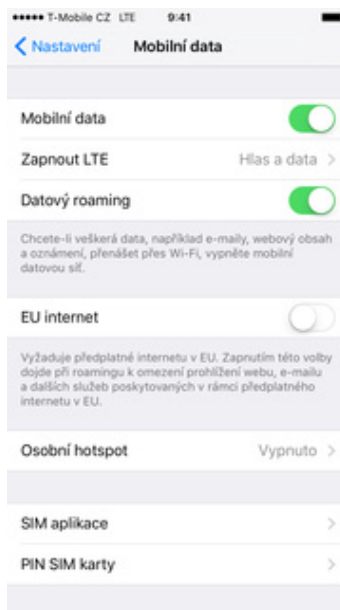 T-Mobile CZ LTE 9:41
Nastavení Mobilní data
Mobilní data
Zapnout LTE Hlas a data
Datový roaming
Chcete-li veškerá data, například e-maily, webový obsah
a oznámení, přenášet přes Wi-Fi, vypněte mobilní
datovou síť.
EU internet
Vyžaduje předplatné internetu v EU. Zapnutím této volby
dojde při roamingu k omezení prohlížení webu, e-mailu
a dalších služeb poskytovaných v rámci předplatného
internetu v EU.
Osobní hotspot Vypnuto
SIM aplikace
PIN SIM karty